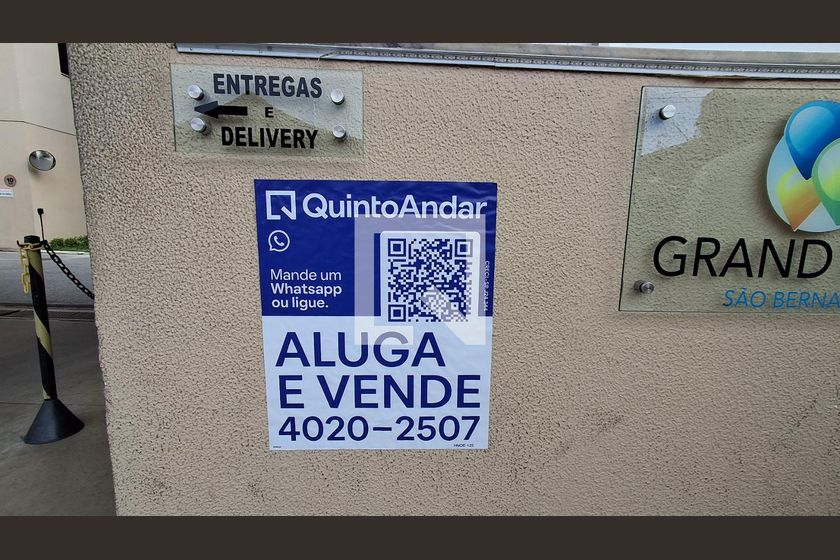 ENTREGAS
E
DELIVERY
QuintoAndar
Mande um
Whatsapp
ou ligue.
ALUGA
E VENDE
4020-2507
GRAND
SÃO BERNA